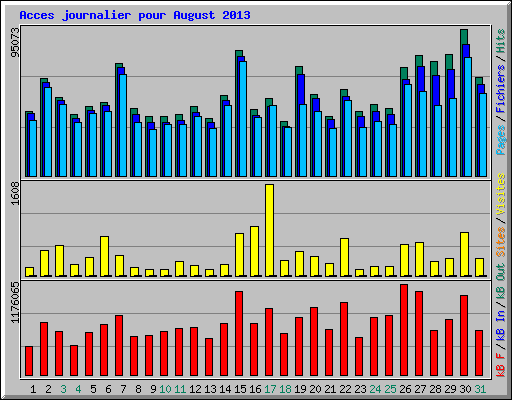 Acces journalier pour August 2013
95073
Pages / Fichiers / Hits
1608
Sites / Visites
1176065
kB F / kB In / kB Out
1 2 3 4 5 6 7 8 9 10 11 12 13 14 15 16 17 18 19 20 21 22 23 24 25 26 27 28 29 30 31